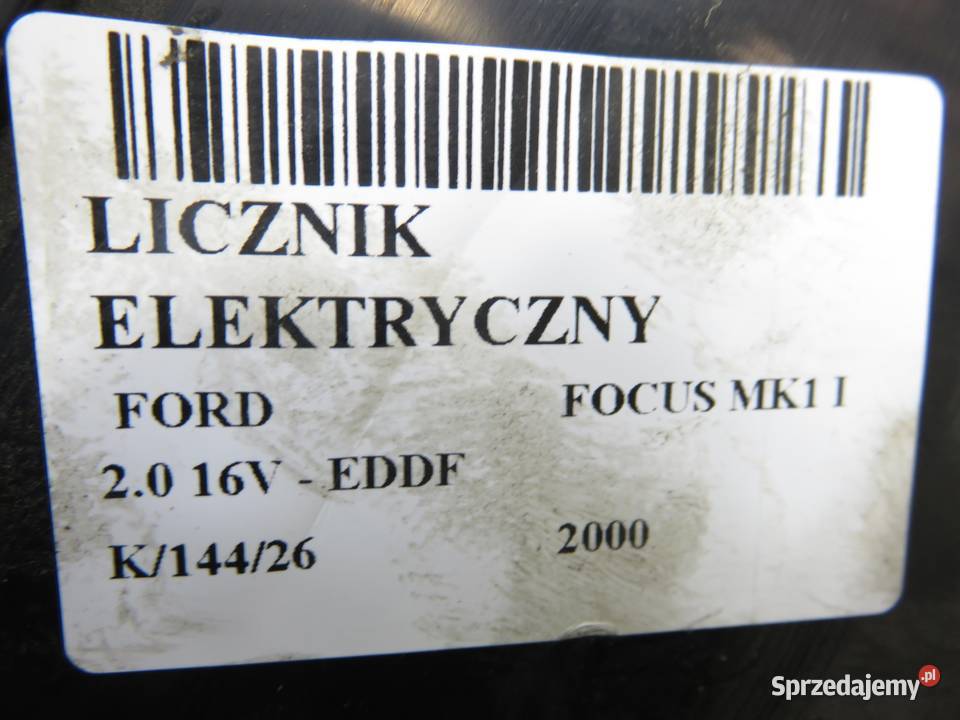 LICZNIK
ELEKTRYCZNY
FORD FOCUS MK1 I
2.0 16V - EDDF
K/144/26 2000
Sprzedajemy.pl